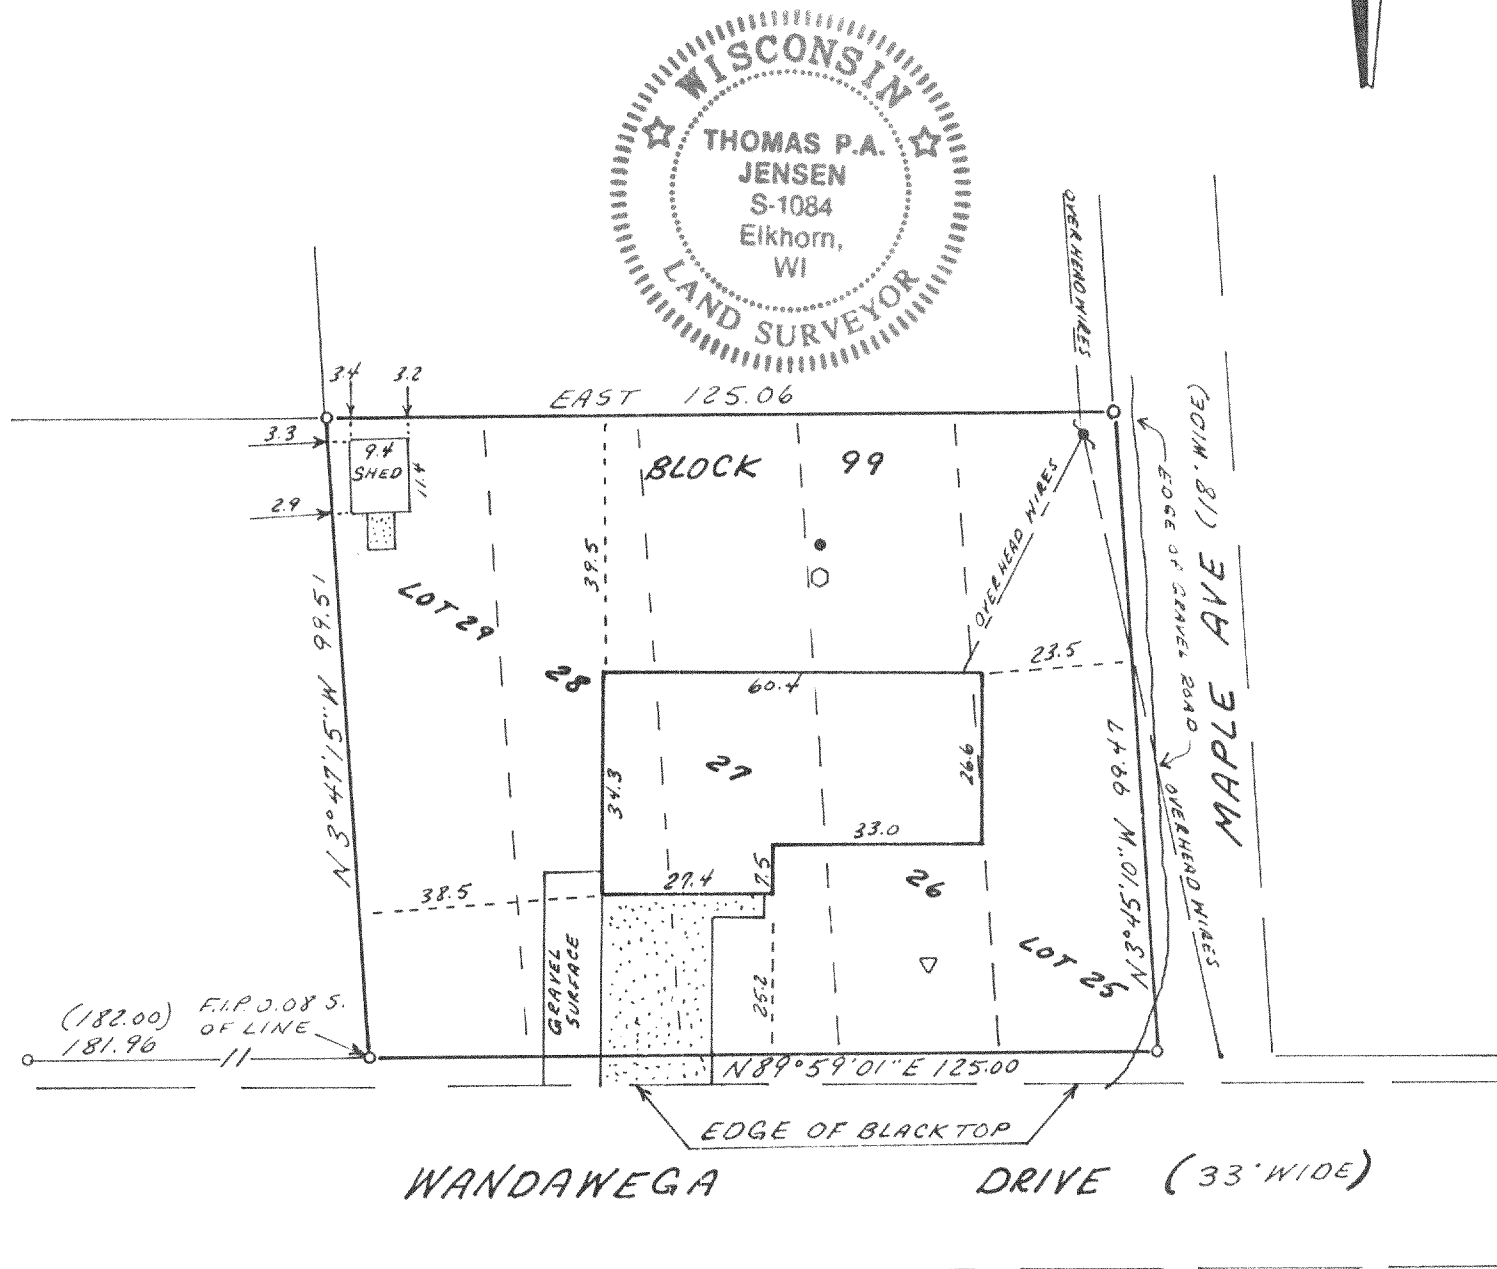 WISCONSIN
THOMAS P.A.
JENSEN
S-1084
Elkhorn,
WI
LAND SURVEYOR
OVERHEAD WIRES
3.4
3.2
EAST 125.06
3.3
9.4
SHED
11.4
2.9
BLOCK 99
OVERHEAD WIRES
EDGE OF GRAVEL ROAD
MAPLE AVE (18' WIDE)
39.5
LOT 29
28
60.4
23.5
N 3°47'15" W 99.51
34.3
27
26.6
33.0
7.5
27.4
38.5
26
N 3°45'10" W 99.47
OVERHEAD WIRES
LOT 25
GRAVEL
SURFACE
25.2
(182.00)
181.96
F.I.P. 0.08 S.
OF LINE
N 89°59'01" E 125.00
EDGE OF BLACKTOP
WANDAWEGA DRIVE (33' WIDE)